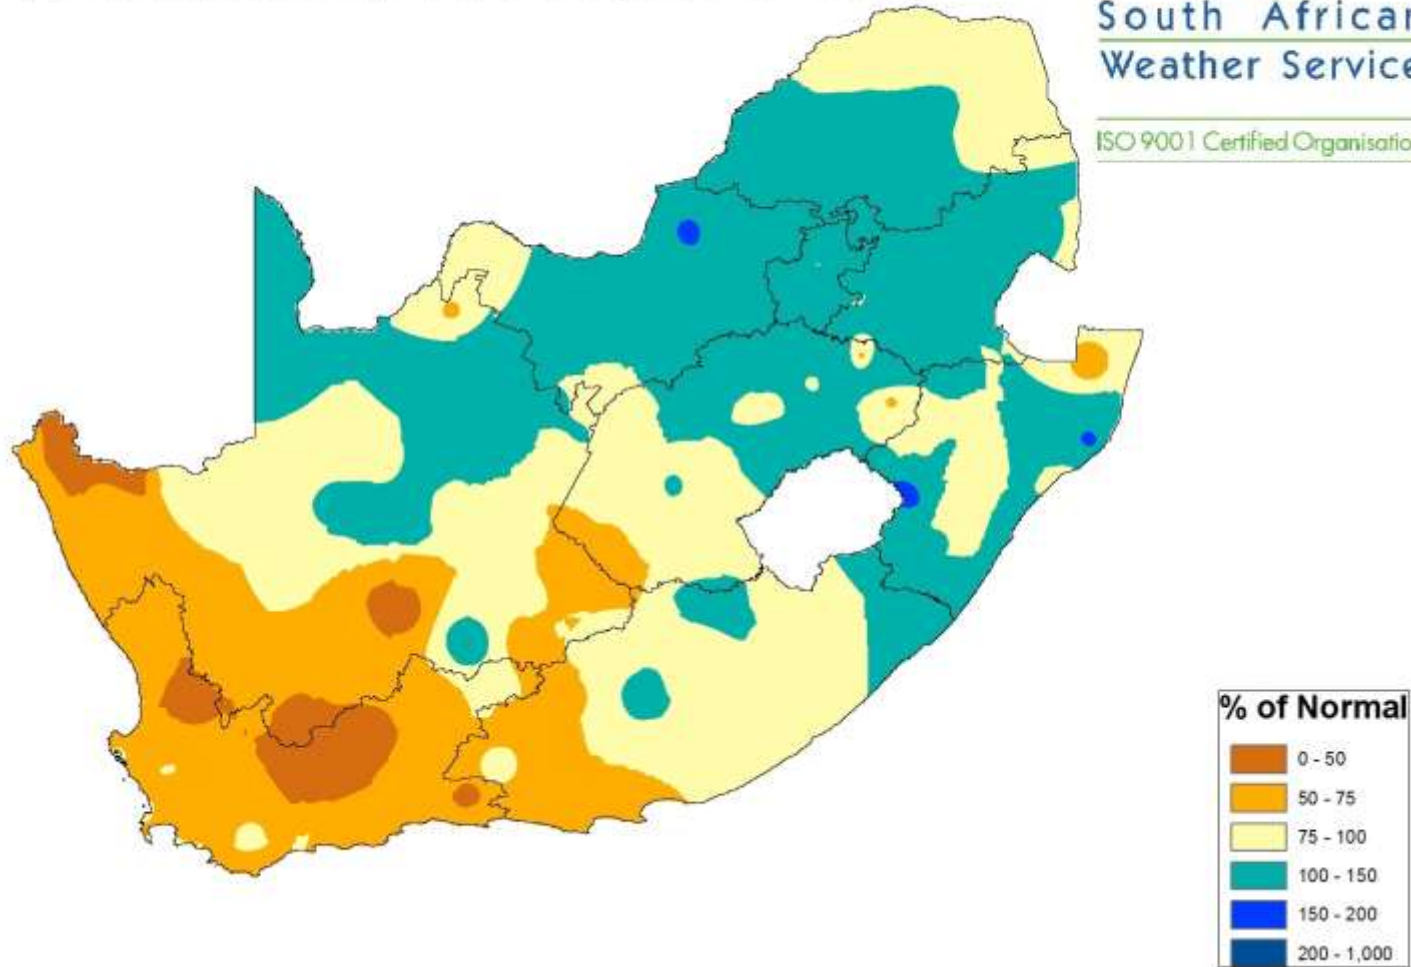 South African
Weather Service
ISO 9001 Certified Organisation
% of Normal
0 - 50
50 - 75
75 - 100
100 - 150
150 - 200
200 - 1,000